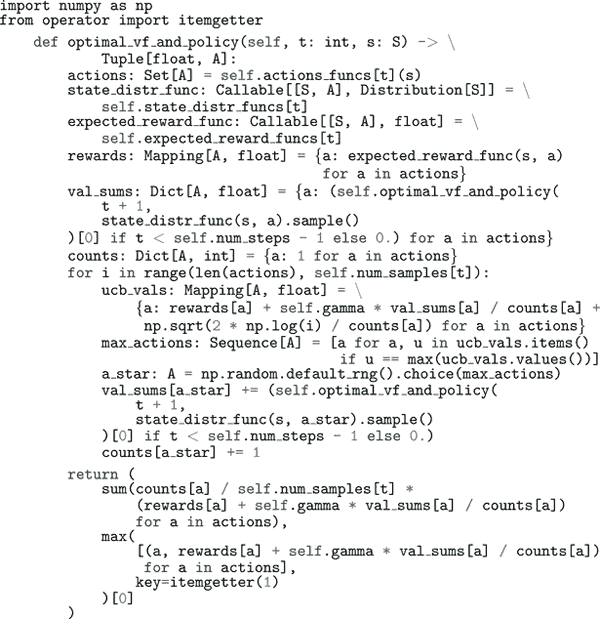 import numpy as np
from operator import itemgetter
def optimal_vf_and_policy(self, t: int, s: S) -> \
Tuple[float, A]:
actions: Set[A] = self.actions_funcs[t](s)
state_distr_func: Callable[[S, A], Distribution[S]] = \
self.state_distr_funcs[t]
expected_reward_func: Callable[[S, A], float] = \
self.expected_reward_funcs[t]
rewards: Mapping[A, float] = {a: expected_reward_func(s, a)
for a in actions}
val_sums: Dict[A, float] = {a: (self.optimal_vf_and_policy(
t + 1,
state_distr_func(s, a).sample()
)[0] if t < self.num_steps - 1 else 0.) for a in actions}
counts: Dict[A, int] = {a: 1 for a in actions}
for i in range(len(actions), self.num_samples[t]):
ucb_vals: Mapping[A, float] = \
{a: rewards[a] + self.gamma * val_sums[a] / counts[a] +
np.sqrt(2 * np.log(i) / counts[a]) for a in actions}
max_actions: Sequence[A] = [a for a, u in ucb_vals.items()
if u == max(ucb_vals.values())]
a_star: A = np.random.default_rng().choice(max_actions)
val_sums[a_star] += (self.optimal_vf_and_policy(
t + 1,
state_distr_func(s, a_star).sample()
)[0] if t < self.num_steps - 1 else 0.)
counts[a_star] += 1
return (
sum(counts[a] / self.num_samples[t] *
(rewards[a] + self.gamma * val_sums[a] / counts[a])
for a in actions),
max(
[(a, rewards[a] + self.gamma * val_sums[a] / counts[a])
for a in actions],
key=itemgetter(1)
)[0]
)